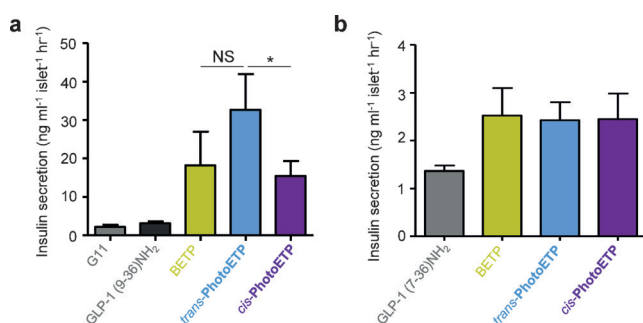 a
Insulin secretion (ng ml⁻¹ islet⁻¹ hr⁻¹)
50
40
30
20
10
0
NS
*
G11
GLP-1 (9-36)NH₂
BETP
trans-PhotoETP
cis-PhotoETP
b
Insulin secretion (ng ml⁻¹ islet⁻¹ hr⁻¹)
4
3
2
1
0
GLP-1 (7-36)NH₂
BETP
trans-PhotoETP
cis-PhotoETP